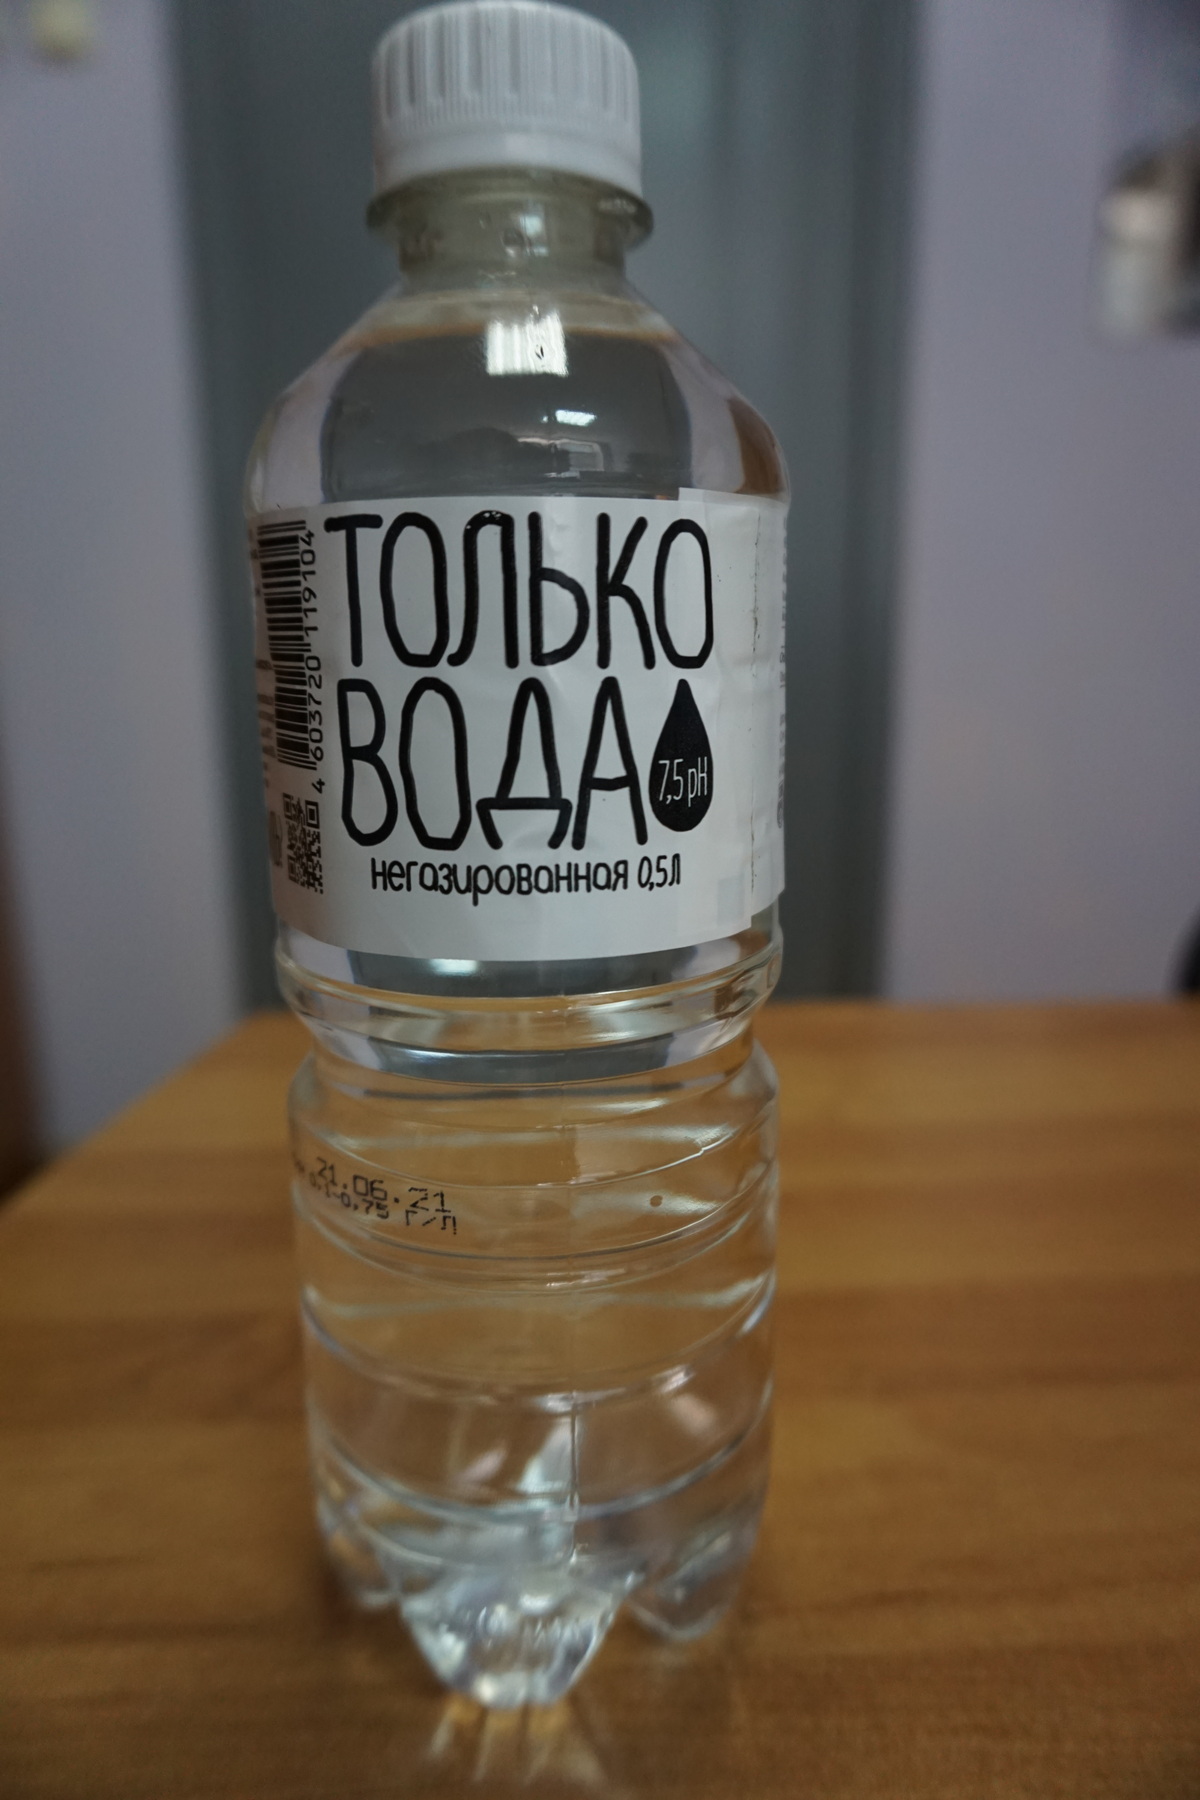 ТОЛЬКО
ВОДА
7,5 pH
негазированная 0,5л
4 603720 119104
21.06.21
0,1-0,75 Г/Л